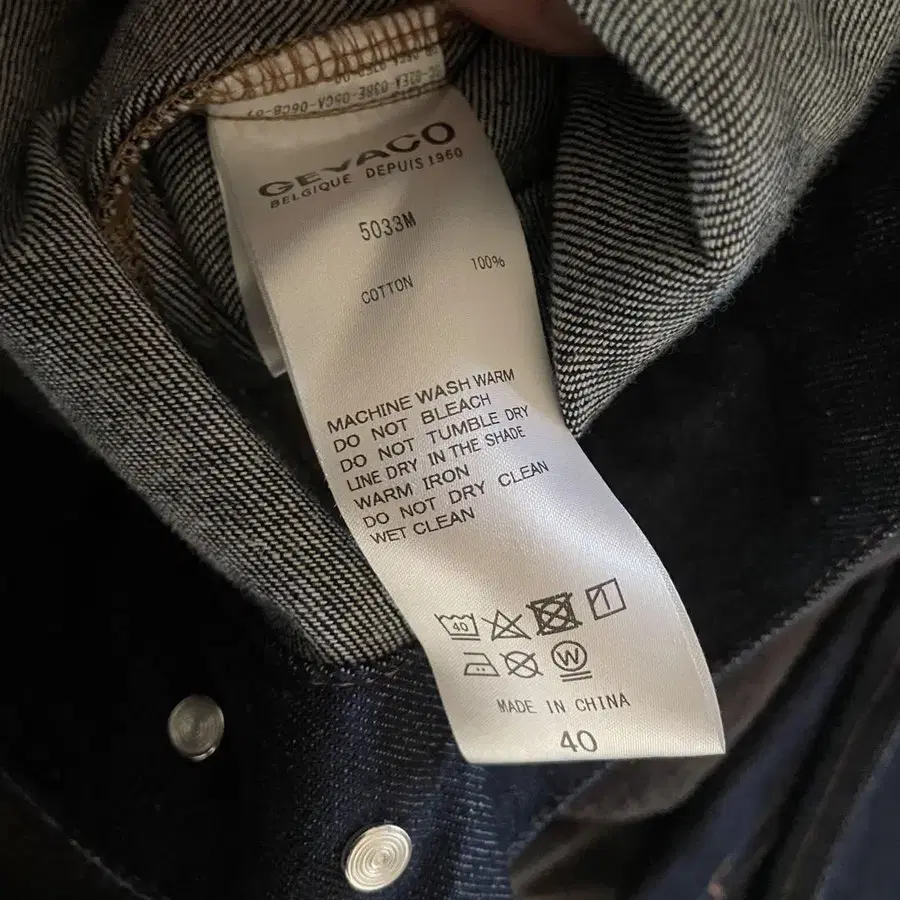 GEVACO
BELGIQUE DEPUIS 1960
5033M
COTTON 100%
MACHINE WASH WARM
DO NOT BLEACH
DO NOT TUMBLE DRY
LINE DRY IN THE SHADE
WARM IRON
DO NOT DRY CLEAN
WET CLEAN
40
W
MADE IN CHINA
40